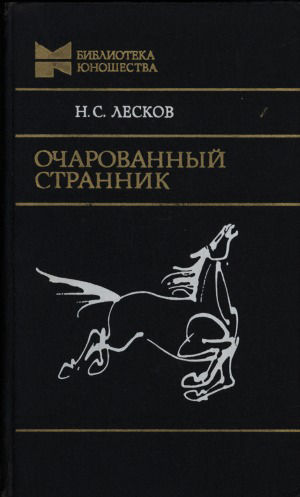 БИБЛИОТЕКА
ЮНОШЕСТВА
Н. С. ЛЕСКОВ
ОЧАРОВАННЫЙ
СТРАННИК